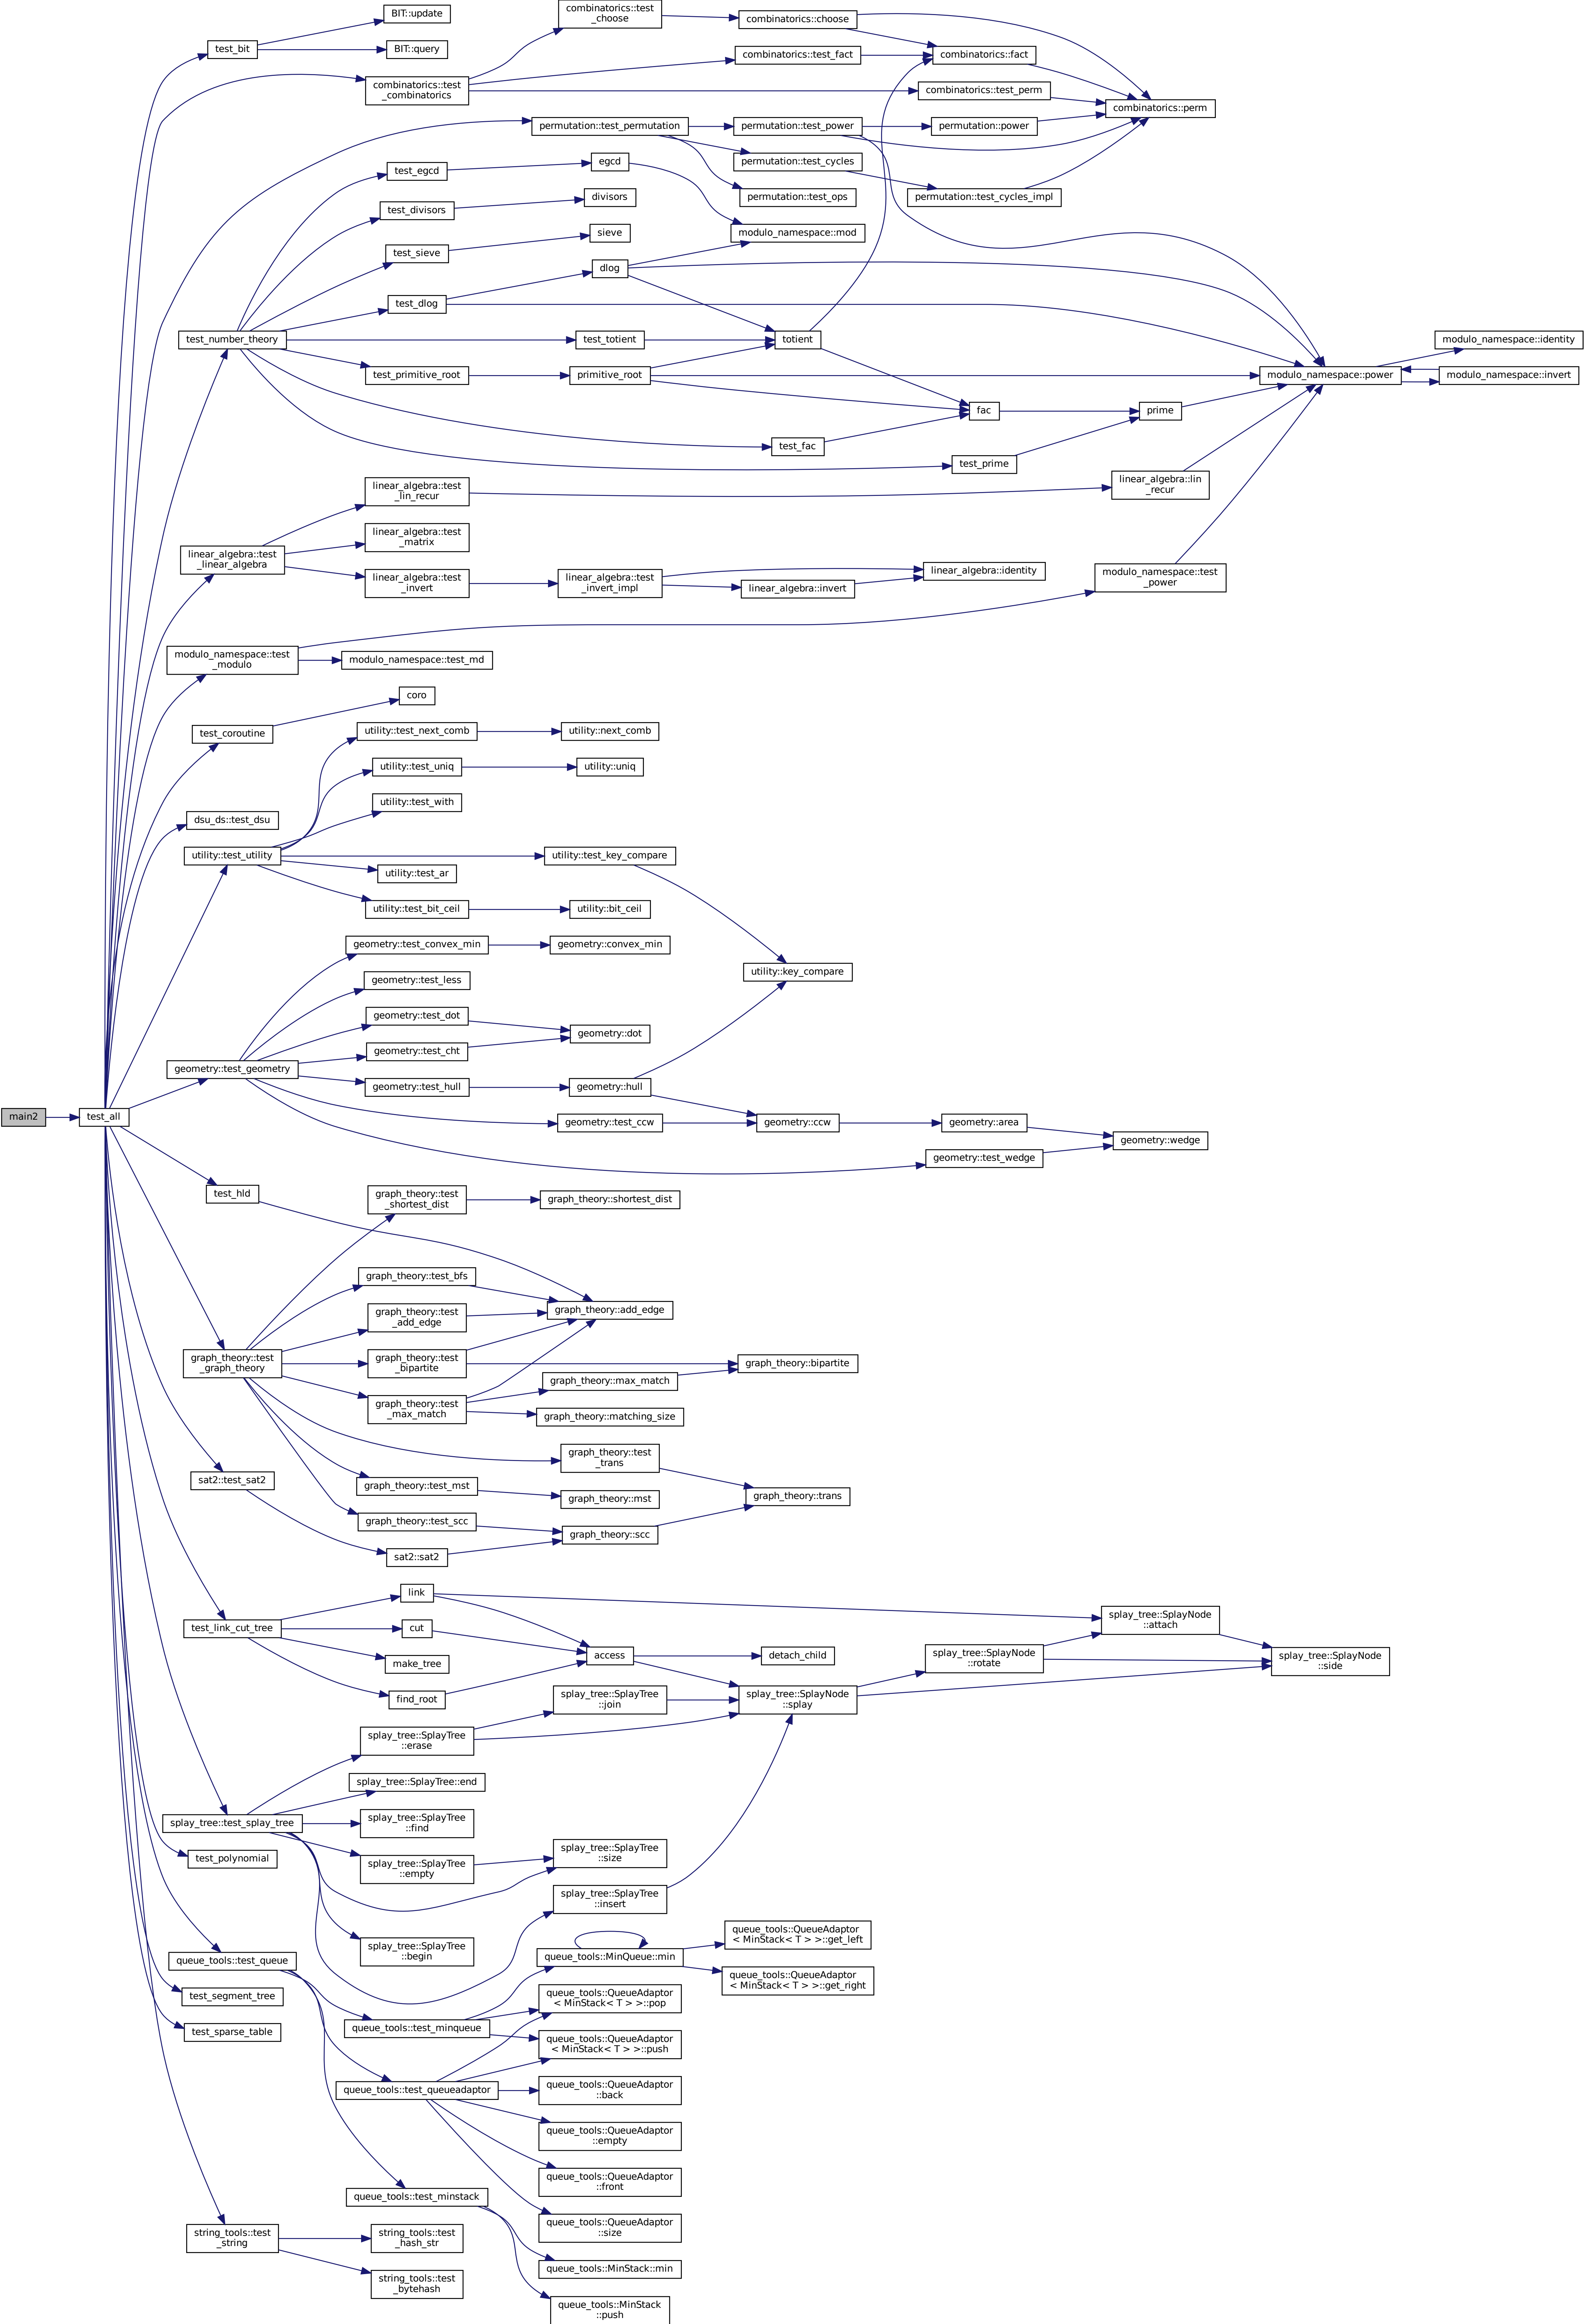 main2
test_all
test_bit
BIT::update
BIT::query
combinatorics::test
_combinatorics
combinatorics::test
_choose
combinatorics::choose
combinatorics::test_fact
combinatorics::fact
combinatorics::test_perm
combinatorics::perm
permutation::test_permutation
permutation::test_power
permutation::power
permutation::test_cycles
permutation::test_cycles_impl
permutation::test_ops
test_number_theory
test_egcd
egcd
modulo_namespace::mod
test_divisors
divisors
test_sieve
sieve
test_dlog
dlog
test_totient
totient
test_primitive_root
primitive_root
modulo_namespace::power
modulo_namespace::identity
modulo_namespace::invert
fac
prime
test_fac
test_prime
linear_algebra::test
_linear_algebra
linear_algebra::test
_lin_recur
linear_algebra::lin
_recur
linear_algebra::test
_matrix
linear_algebra::test
_invert
linear_algebra::test
_invert_impl
linear_algebra::invert
linear_algebra::identity
modulo_namespace::test
_power
modulo_namespace::test
_modulo
modulo_namespace::test_md
test_coroutine
coro
dsu_ds::test_dsu
utility::test_utility
utility::test_next_comb
utility::next_comb
utility::test_uniq
utility::uniq
utility::test_with
utility::test_key_compare
utility::test_ar
utility::test_bit_ceil
utility::bit_ceil
utility::key_compare
geometry::test_geometry
geometry::test_convex_min
geometry::convex_min
geometry::test_less
geometry::test_dot
geometry::dot
geometry::test_cht
geometry::test_hull
geometry::hull
geometry::test_ccw
geometry::ccw
geometry::area
geometry::wedge
geometry::test_wedge
test_hld
graph_theory::test
_graph_theory
graph_theory::test
_shortest_dist
graph_theory::shortest_dist
graph_theory::test_bfs
graph_theory::add_edge
graph_theory::test
_add_edge
graph_theory::test
_bipartite
graph_theory::bipartite
graph_theory::test
_max_match
graph_theory::max_match
graph_theory::matching_size
graph_theory::test
_trans
graph_theory::trans
graph_theory::test_mst
graph_theory::mst
graph_theory::test_scc
graph_theory::scc
sat2::test_sat2
sat2::sat2
test_link_cut_tree
link
cut
make_tree
find_root
access
detach_child
splay_tree::SplayNode
::splay
splay_tree::SplayNode
::rotate
splay_tree::SplayNode
::attach
splay_tree::SplayNode
::side
splay_tree::test_splay_tree
splay_tree::SplayTree
::erase
splay_tree::SplayTree
::join
splay_tree::SplayTree::end
splay_tree::SplayTree
::find
splay_tree::SplayTree
::empty
splay_tree::SplayTree
::size
splay_tree::SplayTree
::insert
splay_tree::SplayTree
::begin
test_polynomial
queue_tools::test_queue
test_segment_tree
test_sparse_table
queue_tools::test_minqueue
queue_tools::MinQueue::min
queue_tools::QueueAdaptor
< MinStack< T > >::get_left
queue_tools::QueueAdaptor
< MinStack< T > >::get_right
queue_tools::QueueAdaptor
< MinStack< T > >::pop
queue_tools::QueueAdaptor
< MinStack< T > >::push
queue_tools::test_queueadaptor
queue_tools::QueueAdaptor
::back
queue_tools::QueueAdaptor
::empty
queue_tools::QueueAdaptor
::front
queue_tools::QueueAdaptor
::size
queue_tools::test_minstack
queue_tools::MinStack::min
queue_tools::MinStack
::push
string_tools::test
_string
string_tools::test
_hash_str
string_tools::test
_bytehash